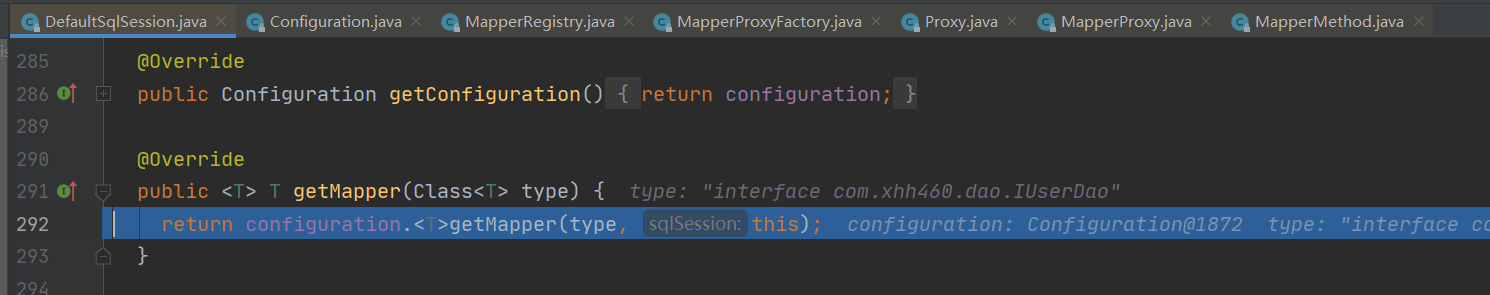 DefaultSqlSession.java Configuration.java MapperRegistry.java MapperProxyFactory.java Proxy.java MapperProxy.java MapperMethod.java
285 @Override
286 public Configuration getConfiguration() { return configuration; }
289
290 @Override
291 public <T> T getMapper(Class<T> type) { type: "interface com.xhh460.dao.IUserDao"
292 return configuration.<T>getMapper(type, sqlSession: this); configuration: Configuration@1872 type: "interface co
293 }
294